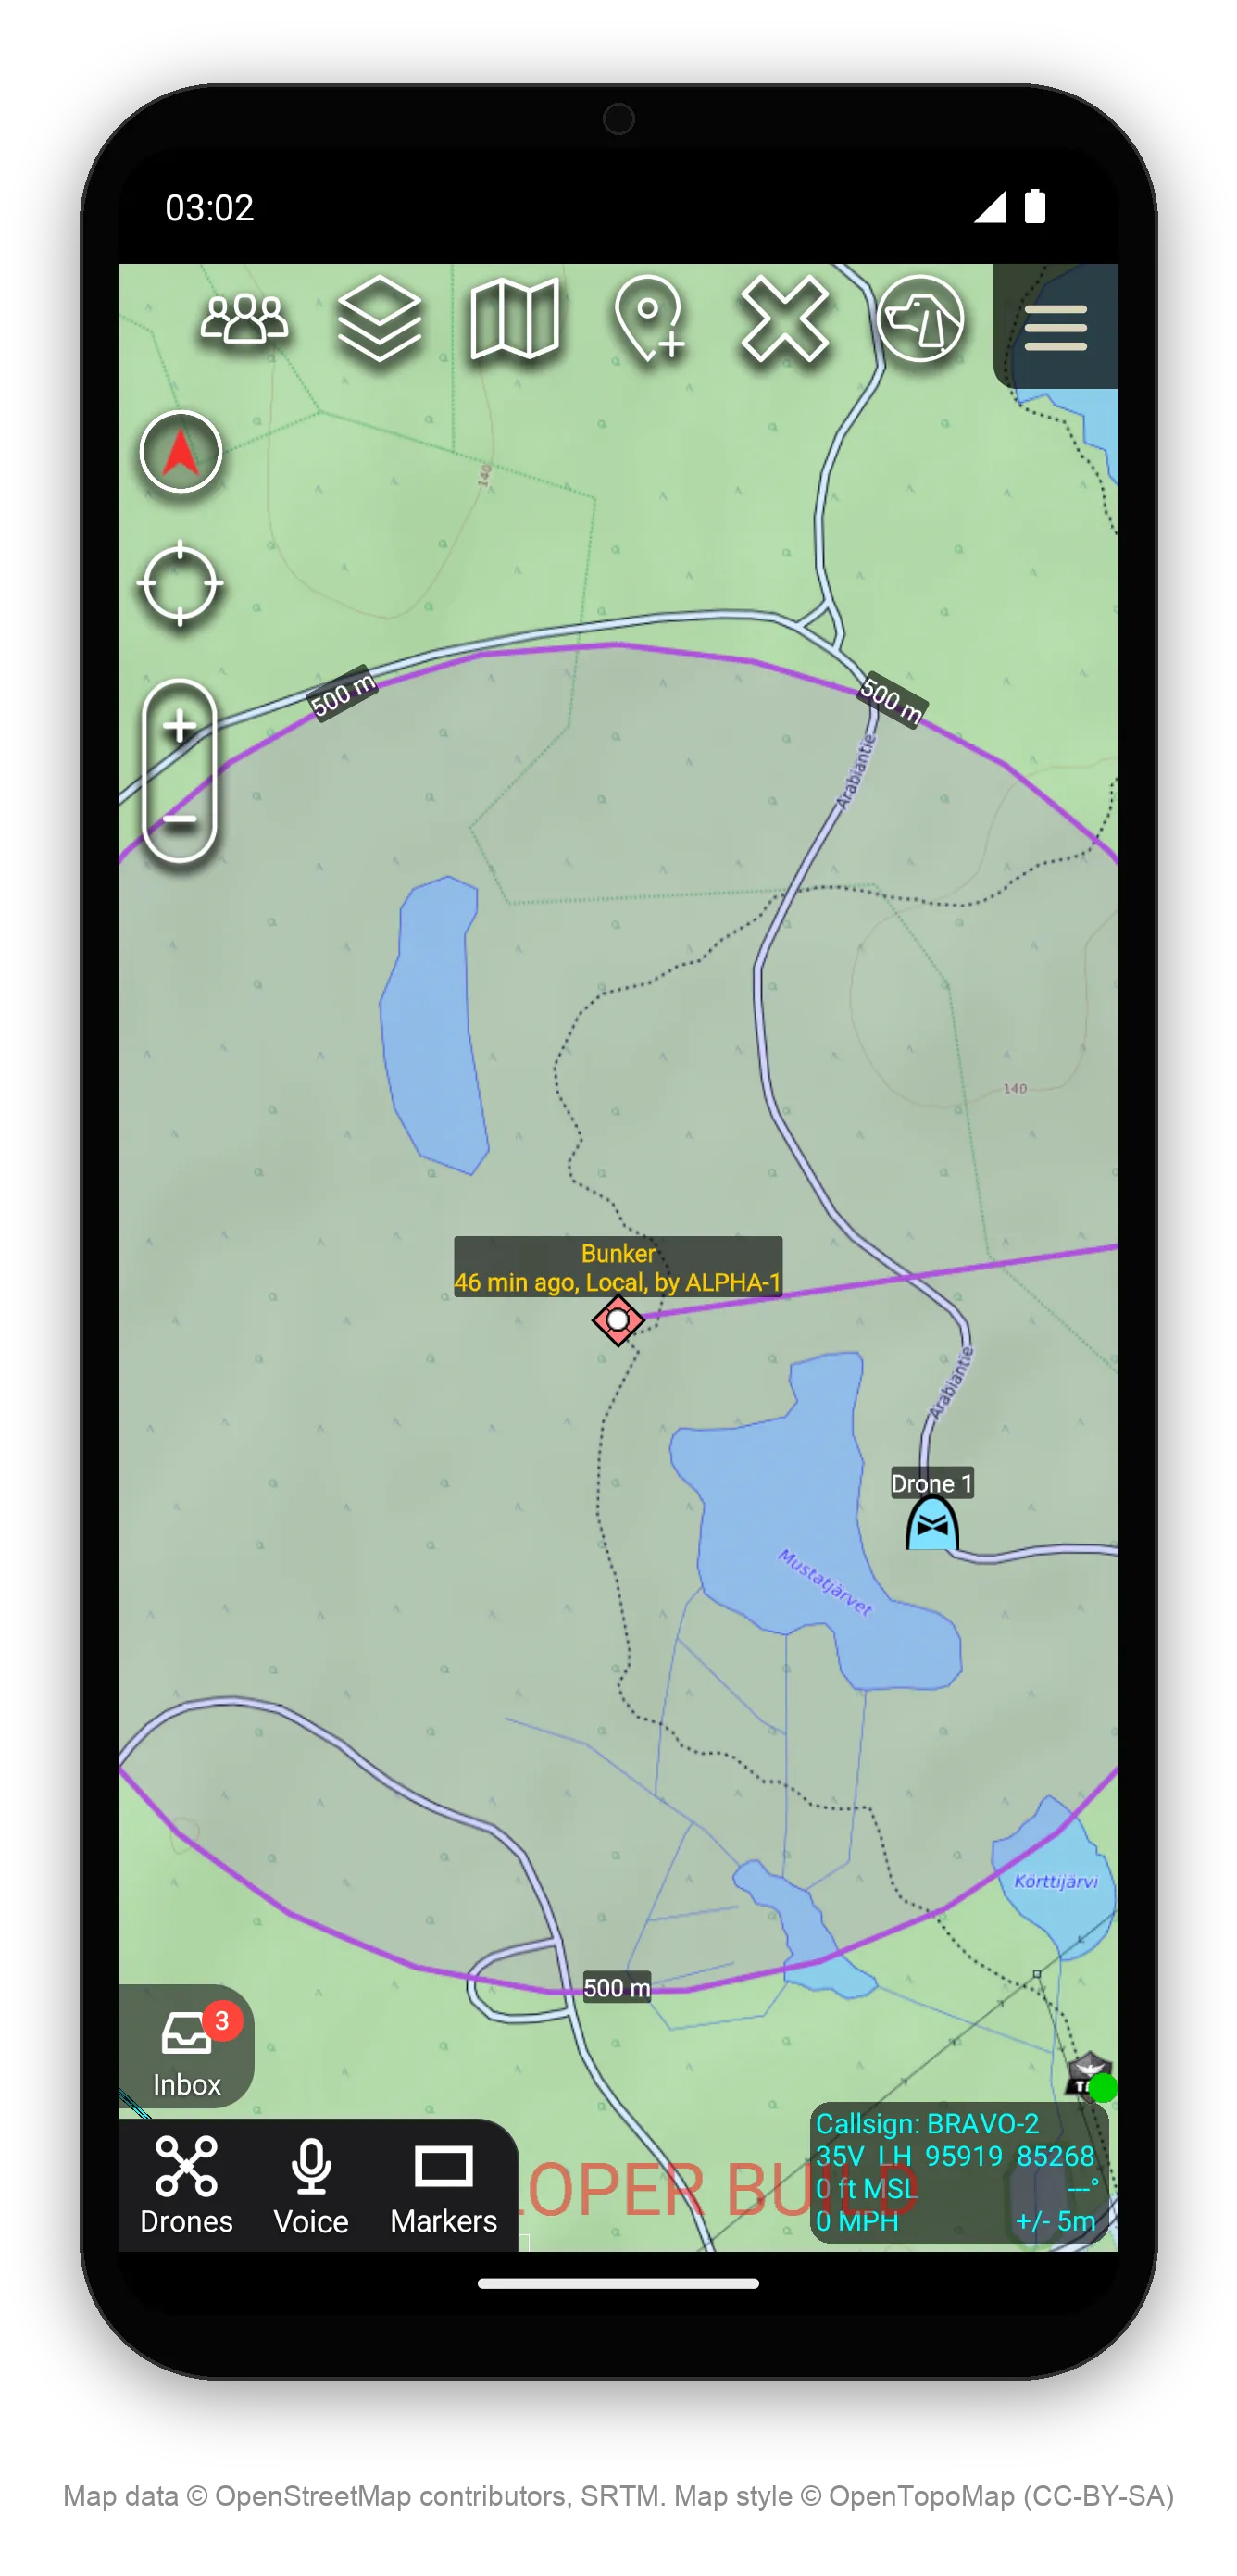 03:02
140
500 m
500 m
Arabiantie
140
Bunker
46 min ago, Local, by ALPHA-1
Arabiantie
Drone 1
Mustatjärvet
Körttijärvi
500 m
3
Inbox
Callsign: BRAVO-2
35V LH 95919 85268
0 ft MSL ---°
0 MPH +/- 5m
LOPER BUILD
Drones Voice Markers
Map data © OpenStreetMap contributors, SRTM. Map style © OpenTopoMap (CC-BY-SA)